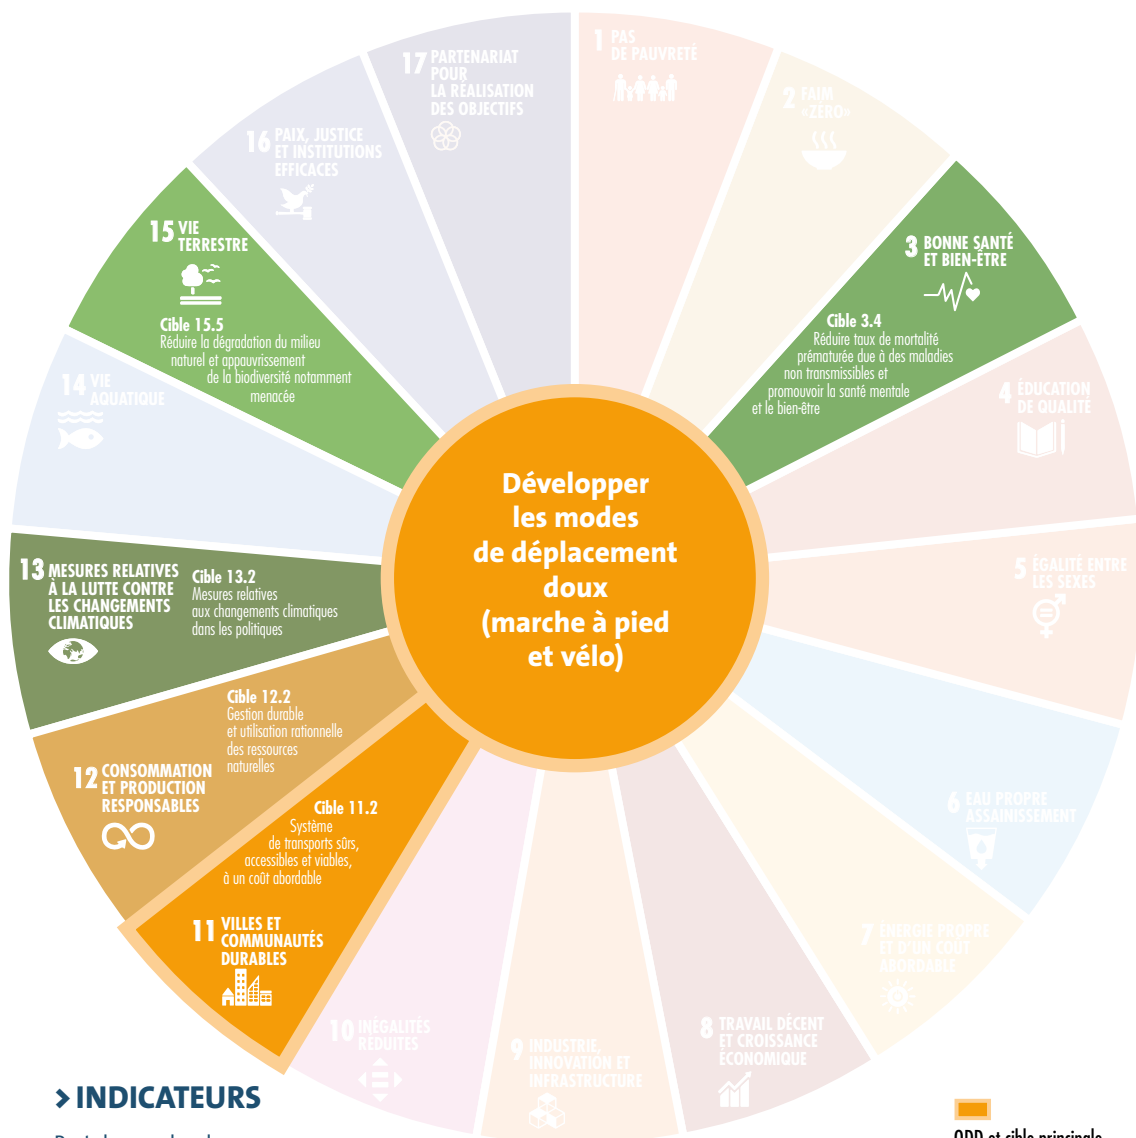 1 PAS
DE PAUVRETÉ
2 FAIM
«ZÉRO»
3 BONNE SANTÉ
ET BIEN-ÊTRE
Cible 3.4
Réduire taux de mortalité
prématurée due à des maladies
non transmissibles et
promouvoir la santé mentale
et le bien-être
4 ÉDUCATION
DE QUALITÉ
5 ÉGALITÉ ENTRE
LES SEXES
6 EAU PROPRE
ASSAINISSEMENT
7 ÉNERGIE PROPRE
ET D'UN COÛT
ABORDABLE
8 TRAVAIL DÉCENT
ET CROISSANCE
ÉCONOMIQUE
9 INDUSTRIE,
INNOVATION ET
INFRASTRUCTURE
10 INÉGALITÉS
RÉDUITES
11 VILLES ET
COMMUNAUTÉS
DURABLES
Cible 11.2
Système
de transports sûrs,
accessibles et viables,
à un coût abordable
12 CONSOMMATION
ET PRODUCTION
RESPONSABLES
Cible 12.2
Gestion durable
et utilisation rationnelle
des ressources
naturelles
13 MESURES RELATIVES
À LA LUTTE CONTRE
LES CHANGEMENTS
CLIMATIQUES
Cible 13.2
Mesures relatives
aux changements climatiques
dans les politiques
14 VIE
AQUATIQUE
15 VIE
TERRESTRE
Cible 15.5
Réduire la dégradation du milieu
naturel et appauvrissement
de la biodiversité notamment
menacée
16 PAIX, JUSTICE
ET INSTITUTIONS
EFFICACES
17 PARTENARIAT
POUR
LA RÉALISATION
DES OBJECTIFS
Développer
les modes
de déplacement
doux
(marche à pied
et vélo)
> INDICATEURS
ODD et cible principale